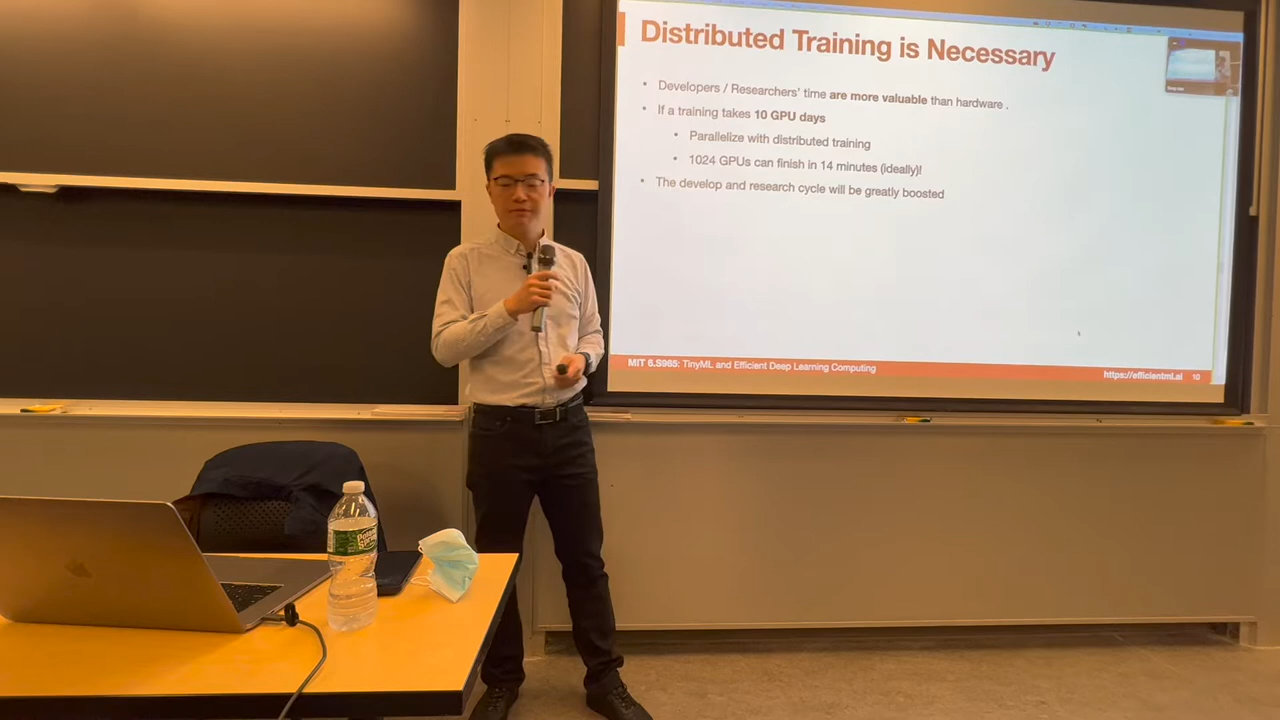 Distributed Training is Necessary
• Developers / Researchers' time are more valuable than hardware .
• If a training takes 10 GPU days
• Parallelize with distributed training
• 1024 GPUs can finish in 14 minutes (ideally)!
• The develop and research cycle will be greatly boosted
MIT 6.S965: TinyML and Efficient Deep Learning Computing
https://efficientml.ai 10
Poland Spring